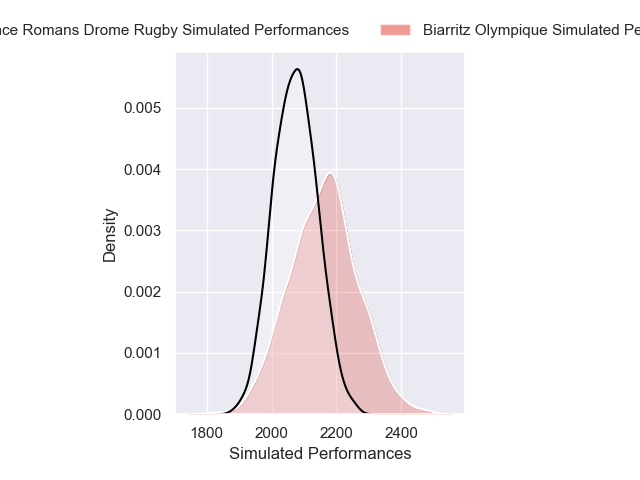 nce Romans Drome Rugby Simulated Performances Biarritz Olympique Simulated Pe
0.005
0.004
0.003
0.002
0.001
0.000
Density
1800 2000 2200 2400
Simulated Performances